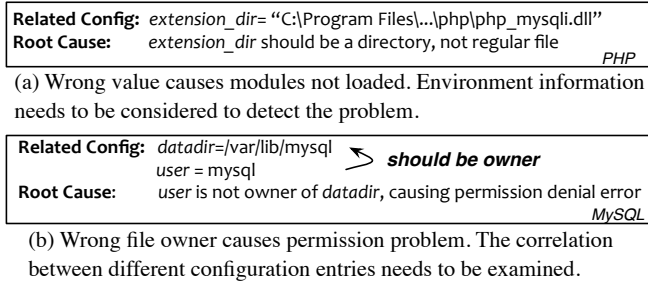 Related Config: extension_dir= “C:\Program Files\...\php\php_mysqli.dll”
Root Cause: extension_dir should be a directory, not regular file
PHP
(a) Wrong value causes modules not loaded. Environment information
needs to be considered to detect the problem.
Related Config: datadir=/var/lib/mysql
user = mysql
should be owner
Root Cause: user is not owner of datadir, causing permission denial error
MySQL
(b) Wrong file owner causes permission problem. The correlation
between different configuration entries needs to be examined.